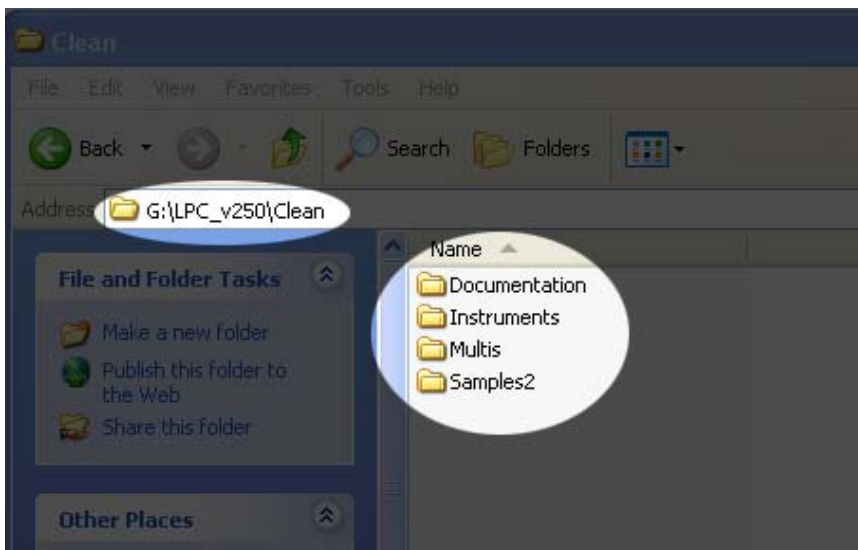 Clean
File Edit View Favorites Tools Help
Back Search Folders
Address G:\LPC_v250\Clean
Name
File and Folder Tasks
Documentation
Instruments
Multis
Samples2
Make a new folder
Publish this folder to
the Web
Share this folder
Other Places